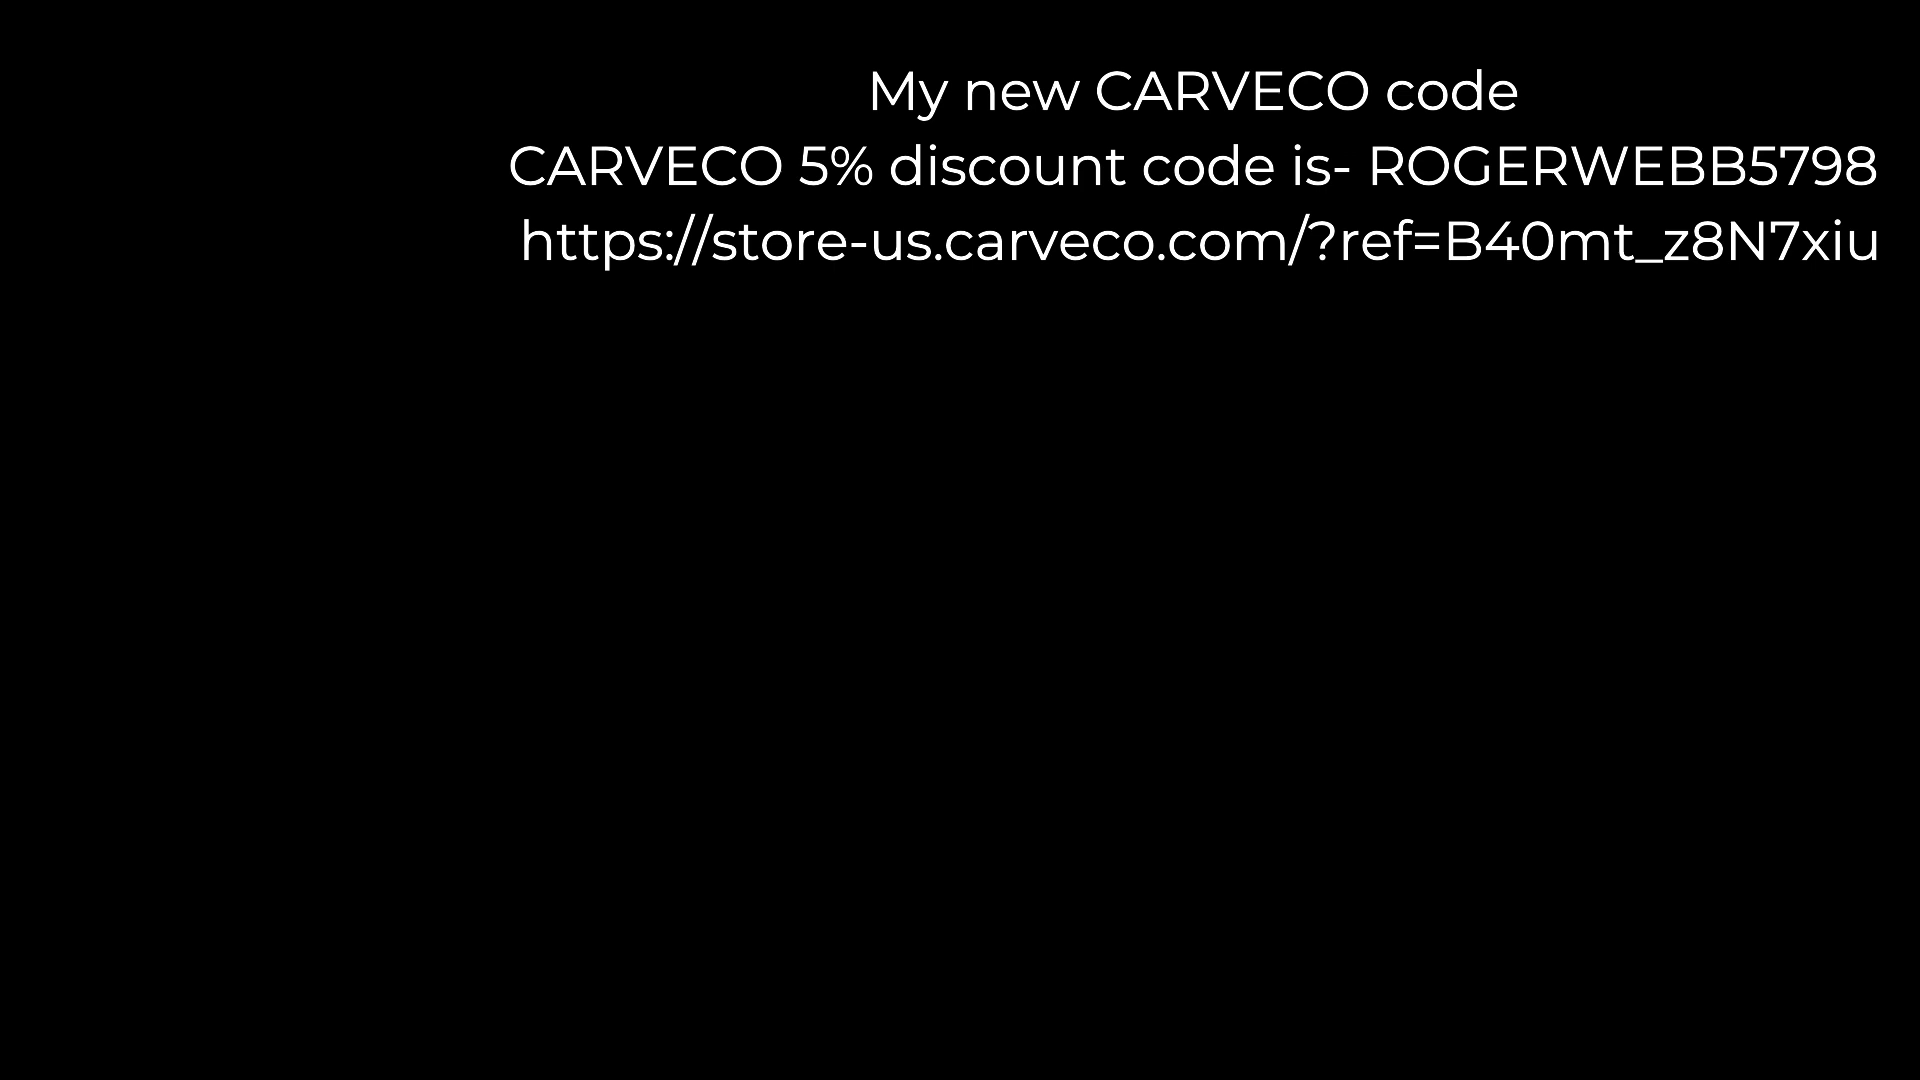 My new CARVECO code
CARVECO 5% discount code is- ROGERWEBB5798
https://store-us.carveco.com/?ref=B40mt_z8N7xiu